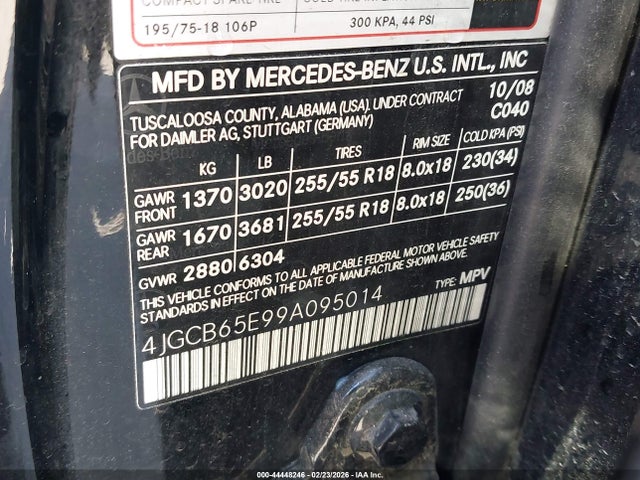 195/75-18 106P 300 KPA, 44 PSI
MFD BY MERCEDES-BENZ U.S. INTL., INC
TUSCALOOSA COUNTY, ALABAMA (USA). UNDER CONTRACT 10/08
FOR DAIMLER AG, STUTTGART (GERMANY) C040
KG LB TIRES RIM SIZE COLD KPA (PSI)
GAWR FRONT 1370 3020 255/55 R18 8.0x18 230(34)
GAWR REAR 1670 3681 255/55 R18 8.0x18 250(36)
GVWR 2880 6304
THIS VEHICLE CONFORMS TO ALL APPLICABLE FEDERAL MOTOR VEHICLE SAFETY
STANDARDS IN EFFECT ON THE DATE OF MANUFACTURE SHOWN ABOVE. TYPE: MPV
4JGCB65E99A095014
000-44448246 - 02/23/2026 - IAA Inc.